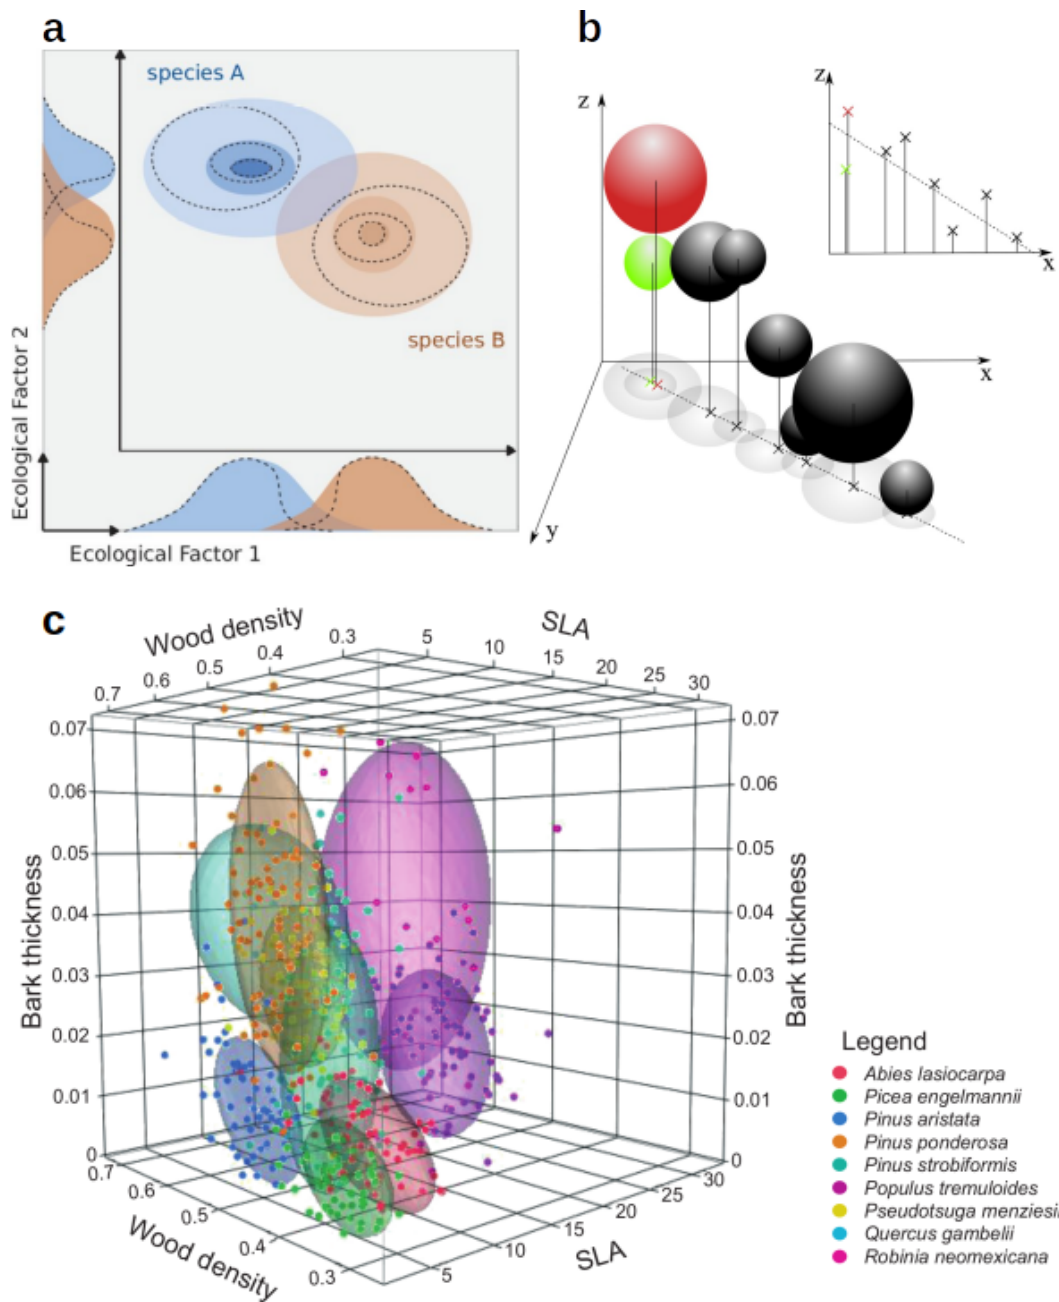 a
species A
species B
Ecological Factor 2
Ecological Factor 1
b
z
x
y
z
x
c
Wood density
SLA
0.7
0.6
0.5
0.4
0.3
5
10
15
20
25
30
Bark thickness
0.07
0.06
0.05
0.04
0.03
0.02
0.01
0
Bark thickness
0.07
0.06
0.05
0.04
0.03
0.02
0.01
0
0.7
0.6
0.5
0.4
0.3
Wood density
5
10
15
20
25
30
SLA
Legend
Abies lasiocarpa
Picea engelmannii
Pinus aristata
Pinus ponderosa
Pinus strobiformis
Populus tremuloides
Pseudotsuga menziesii
Quercus gambelii
Robinia neomexicana